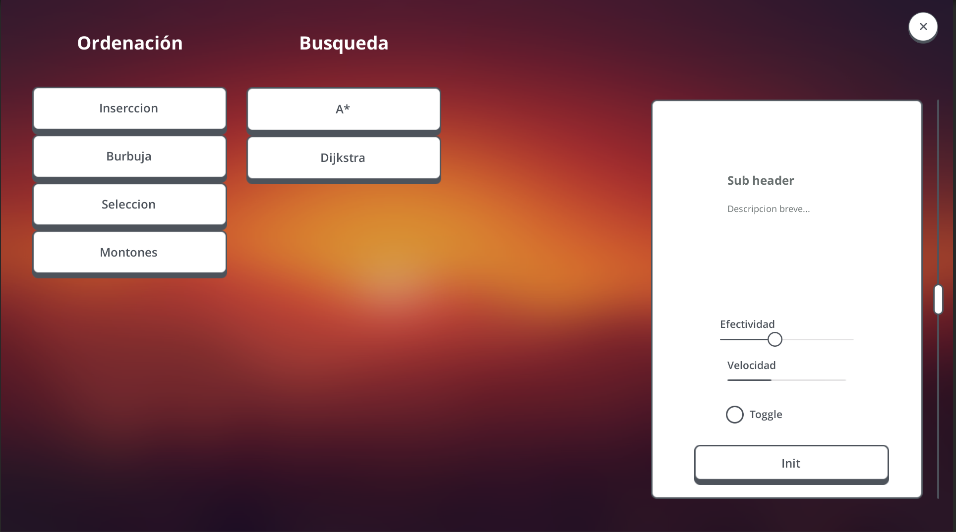 Ordenación
Busqueda
Inserccion
Burbuja
Seleccion
Montones
A*
Dijkstra
Sub header
Descripcion breve...
Efectividad
Velocidad
Toggle
Init